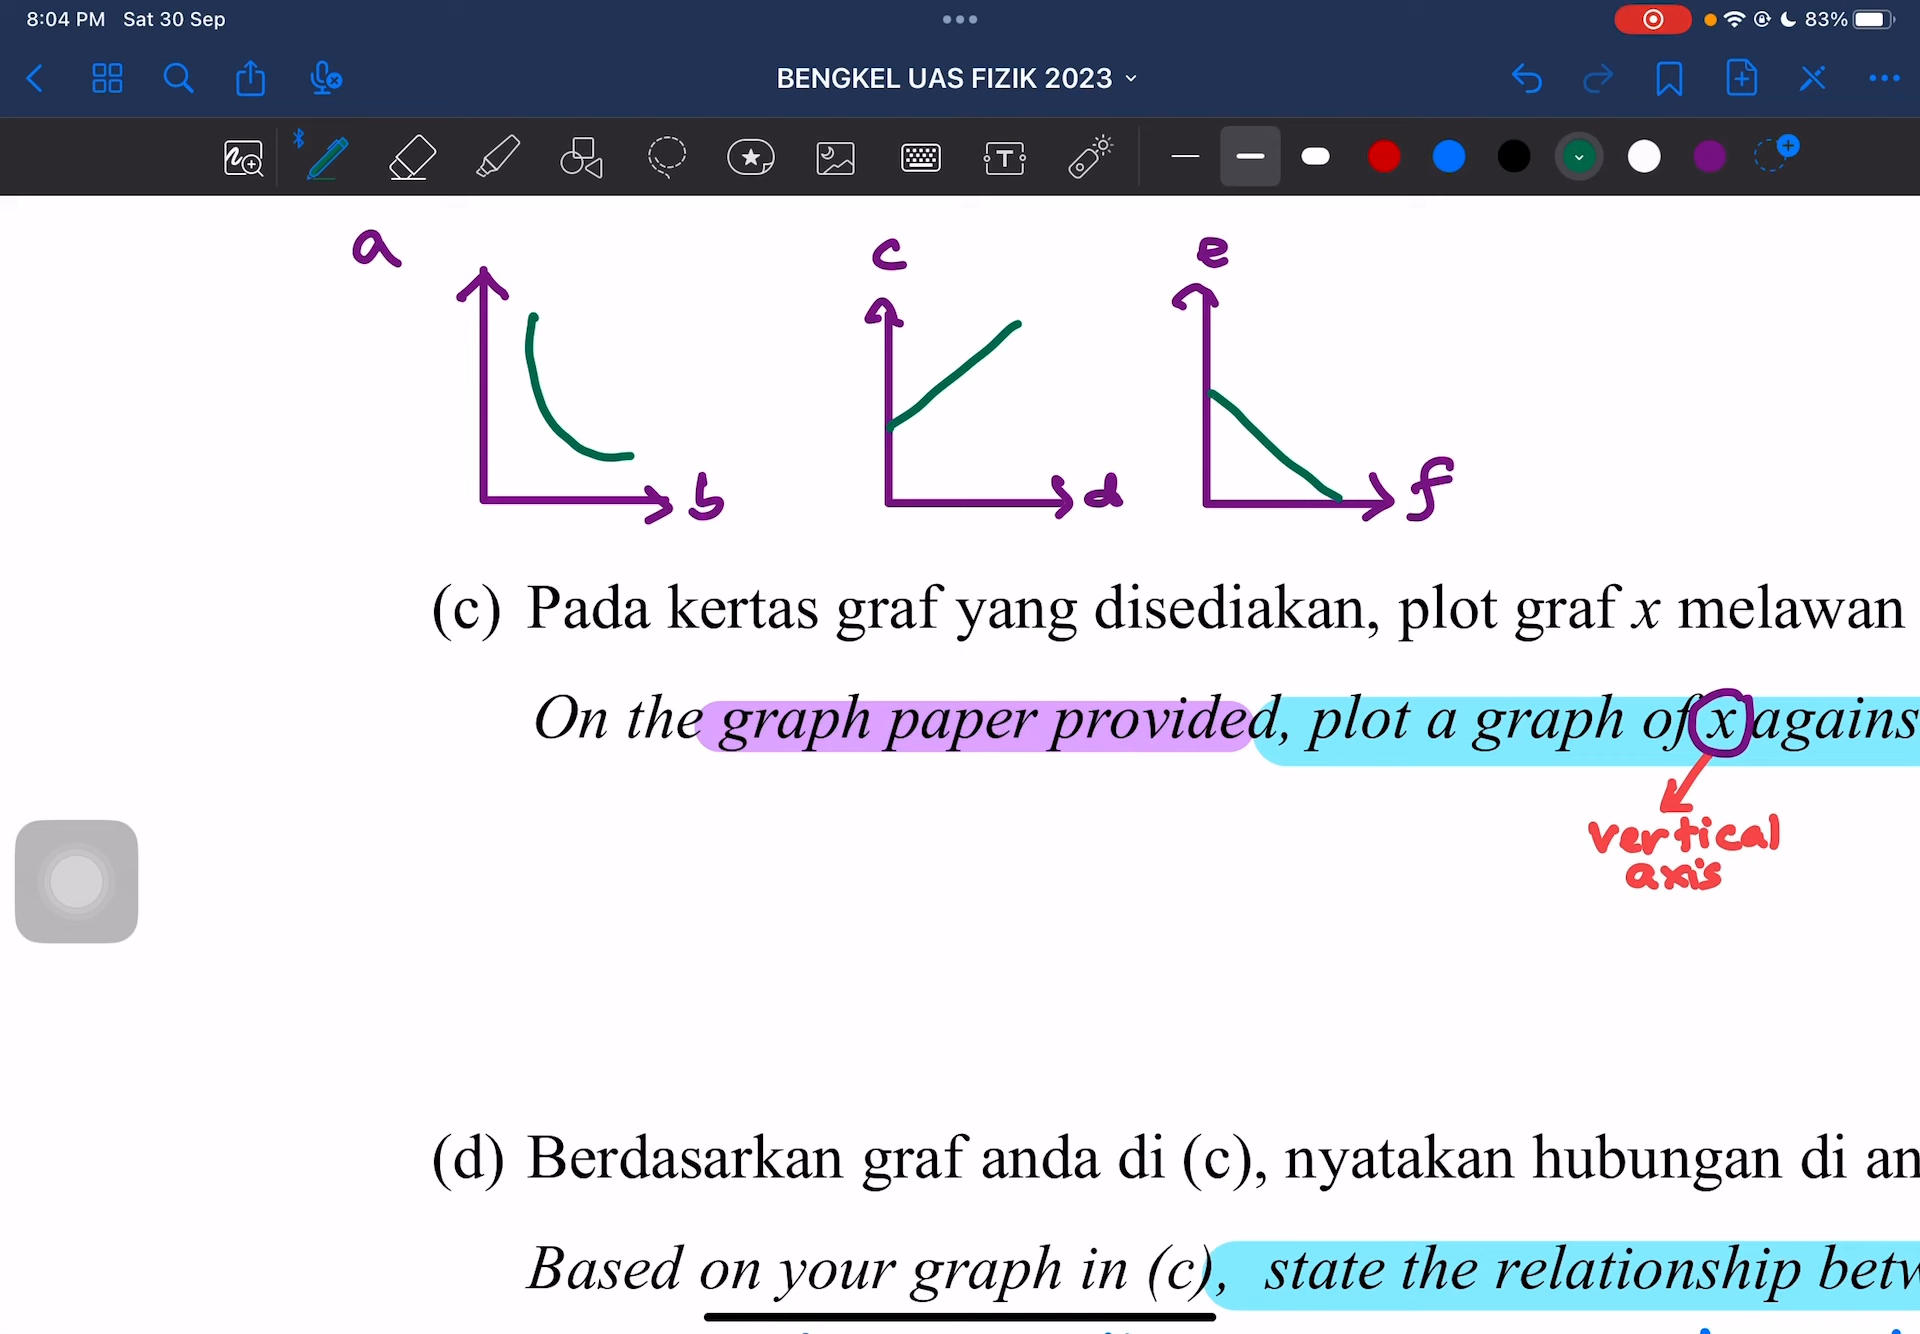 8:04 PM Sat 30 Sep
83%
BENGKEL UAS FIZIK 2023
T
a
c
e
b
d
f
(c) Pada kertas graf yang disediakan, plot graf x melawan
On the graph paper provided, plot a graph of x agains
vertical
axis
(d) Berdasarkan graf anda di (c), nyatakan hubungan di an
Based on your graph in (c), state the relationship betw